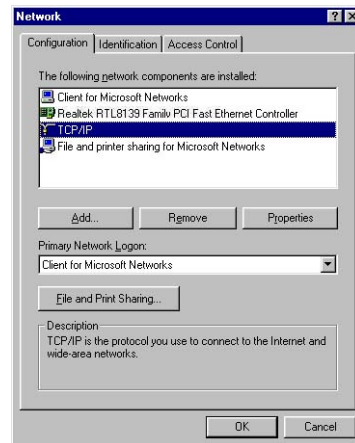 Network
Configuration Identification Access Control
The following network components are installed:
Client for Microsoft Networks
Realtek RTL8139 Family PCI Fast Ethernet Controller
TCP/IP
File and printer sharing for Microsoft Networks
Add... Remove Properties
Primary Network Logon:
Client for Microsoft Networks
File and Print Sharing...
Description
TCP/IP is the protocol you use to connect to the Internet and
wide-area networks.
OK Cancel